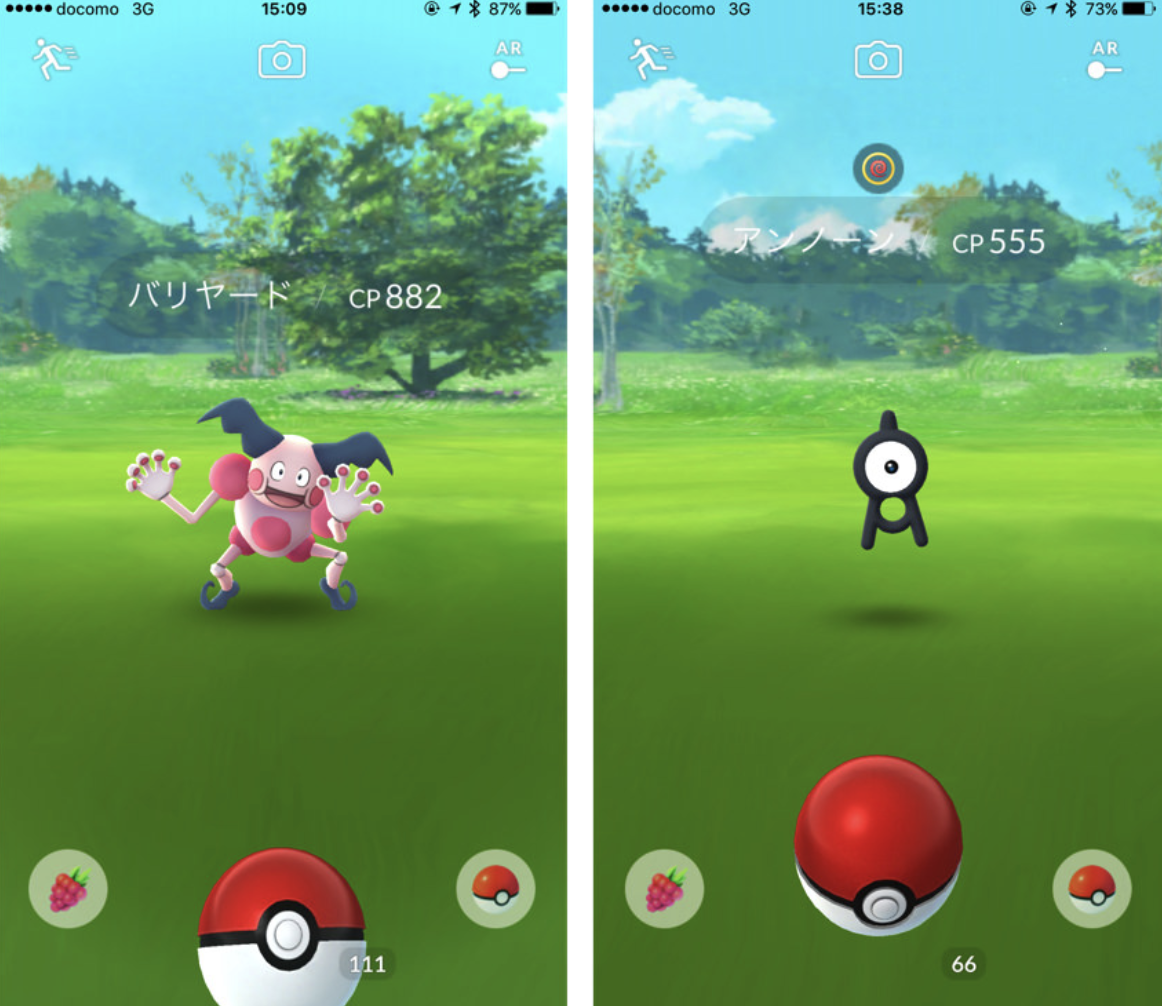 docomo 3G 15:09 87%
AR
バリヤード / CP882
111
docomo 3G 15:38 73%
AR
アンノーン / CP555
66